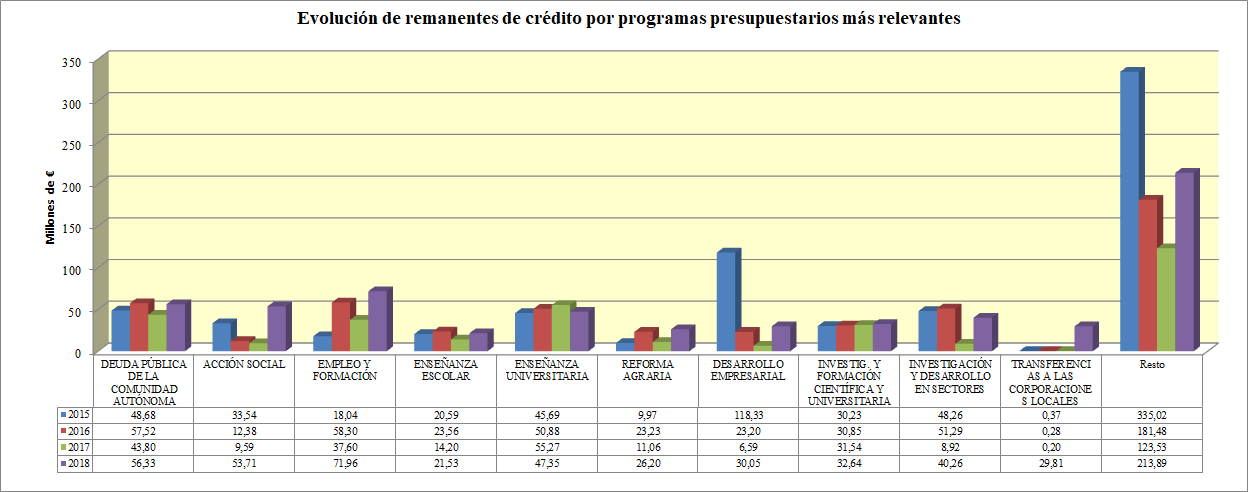 Evolución de remanentes de crédito por programas presupuestarios más relevantes
Millones de €
350
300
250
200
150
100
50
0
DEUDA PÚBLICA
DE LA
COMUNIDAD
AUTÓNOMA
ACCIÓN SOCIAL
EMPLEO Y
FORMACIÓN
ENSEÑANZA
ESCOLAR
ENSEÑANZA
UNIVERSITARIA
REFORMA
AGRARIA
DESARROLLO
EMPRESARIAL
INVESTIG. Y
FORMACIÓN
CIENTÍFICA Y
UNIVERSITARIA
INVESTIGACIÓN
Y DESARROLLO
EN SECTORES
TRANSFERENCI
AS A LAS
CORPORACIONE
S LOCALES
Resto
2015 48,68 33,54 18,04 20,59 45,69 9,97 118,33 30,23 48,26 0,37 335,02
2016 57,52 12,38 58,30 23,56 50,88 23,23 23,20 30,85 51,29 0,28 181,48
2017 43,80 9,59 37,60 14,20 55,27 11,06 6,59 31,54 8,92 0,20 123,53
2018 56,33 53,71 71,96 21,53 47,35 26,20 30,05 32,64 40,26 29,81 213,89